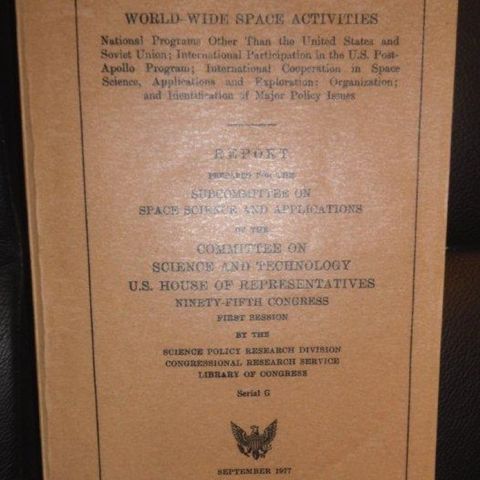 WORLD-WIDE SPACE ACTIVITIES
National Programs Other Than the United States and
Soviet Union; International Participation in the U.S. Post-
Apollo Program; International Cooperation in Space
Science, Applications and Exploration; Organization;
and Identification of Major Policy Issues
REPORT
PREPARED FOR THE
SUBCOMMITTEE ON
SPACE SCIENCE AND APPLICATIONS
OF THE
COMMITTEE ON
SCIENCE AND TECHNOLOGY
U.S. HOUSE OF REPRESENTATIVES
NINETY-FIFTH CONGRESS
FIRST SESSION
BY THE
SCIENCE POLICY RESEARCH DIVISION
CONGRESSIONAL RESEARCH SERVICE
LIBRARY OF CONGRESS
Serial G
SEPTEMBER 1977